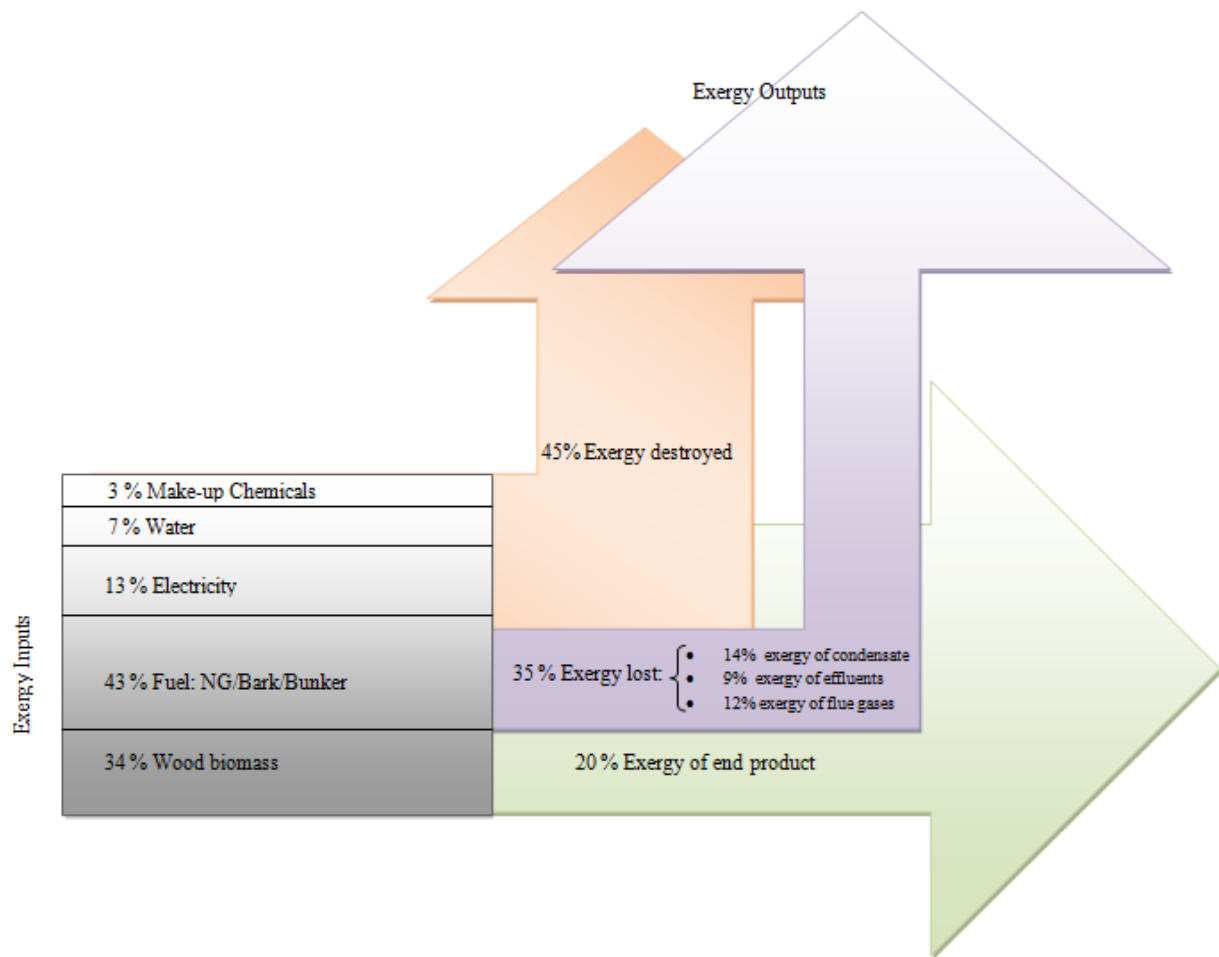 Exergy Outputs
45% Exergy destroyed
Exergy Inputs
3 % Make-up Chemicals
7 % Water
13 % Electricity
43 % Fuel: NG/Bark/Bunker
34 % Wood biomass
35 % Exergy lost:
• 14% exergy of condensate
• 9% exergy of effluents
• 12% exergy of flue gases
20 % Exergy of end product